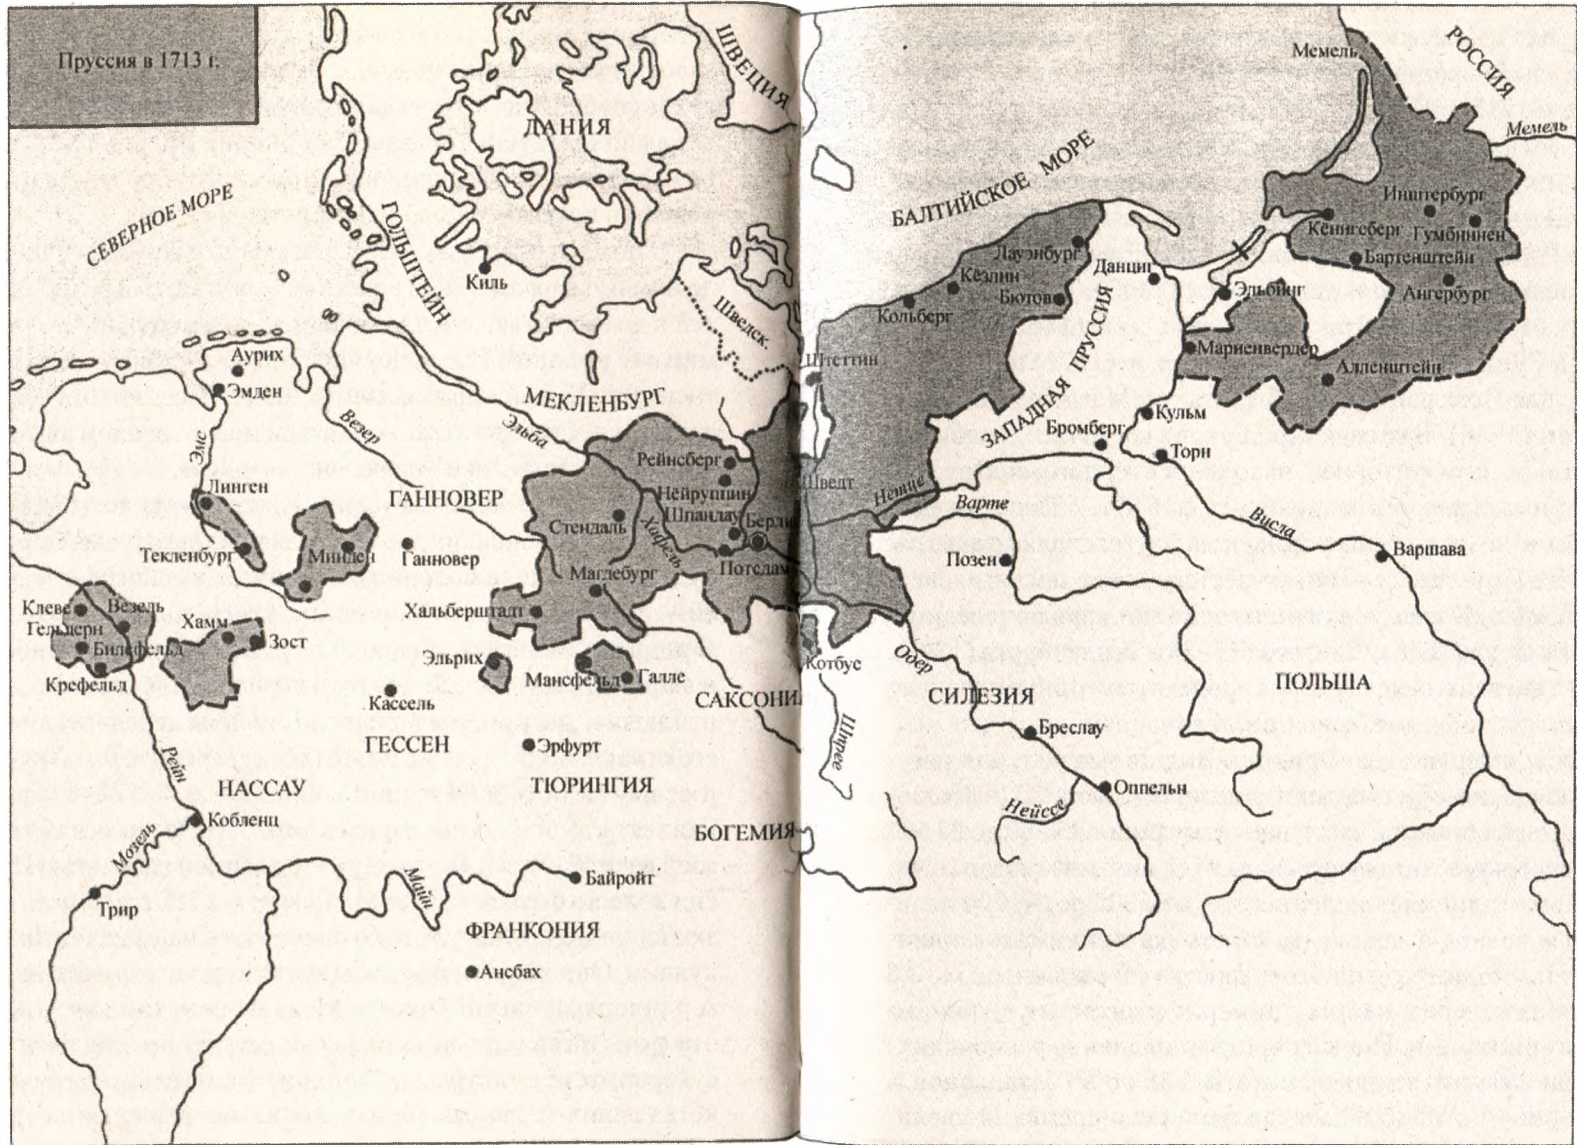 Пруссия в 1713 г.
ШВЕЦИЯ
ДАНИЯ
СЕВЕРНОЕ МОРЕ
ГОЛЬШТЕЙН
Киль
Шведск.
Аурих
Эмден
МЕКЛЕНБУРГ
Эмс
Везер
Эльба
Рейнсберг
Линген
ГАННОВЕР
Нейруппин
Стендаль
Шпандау
Хафель
Берли
Текленбург
Минден
Ганновер
Магдебург
Потсдам
Клеве
Везель
Хальберштадт
Гельдерн
Хамм
Зост
Билефельд
Эльрих
Крефельд
Мансфельд
Галле
Кассель
САКСОНИ
ГЕССЕН
Эрфурт
Рейн
НАССАУ
ТЮРИНГИЯ
Кобленц
Мозель
БОГЕМИЯ
Майн
Байройт
Трир
ФРАНКОНИЯ
Ансбах
Мемель
РОССИЯ
Мемель
БАЛТИЙСКОЕ МОРЕ
Инштербург
Кёнигсберг
Гумбиннен
Лауэнбург
Бартенштейн
Кёзлин
Данциг
Бютов
Эльбинг
Ангербург
Кольберг
Мариенвердер
Штеттин
Алленштейн
ЗАПАДНАЯ ПРУССИЯ
Кульм
Бромберг
Торн
Шведт
Нетце
Варте
Висла
Позен
Варшава
Котбус
Одер
СИЛЕЗИЯ
ПОЛЬША
Шпрее
Бреслау
Нейссе
Оппельн